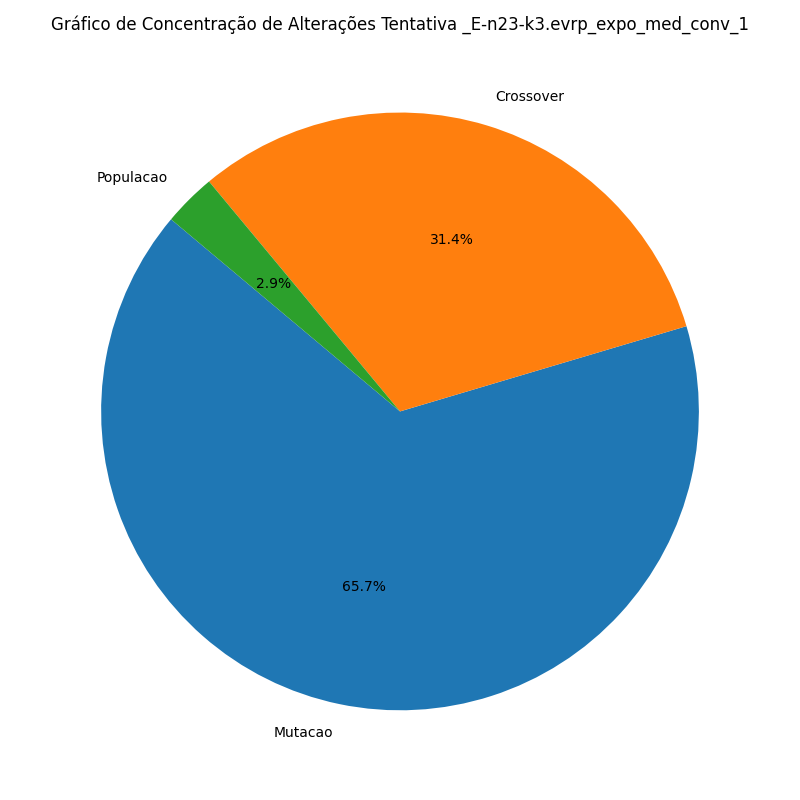 Gráfico de Concentração de Alterações Tentativa _E-n23-k3.evrp_expo_med_conv_1
Crossover
Populacao
31.4%
2.9%
65.7%
Mutacao